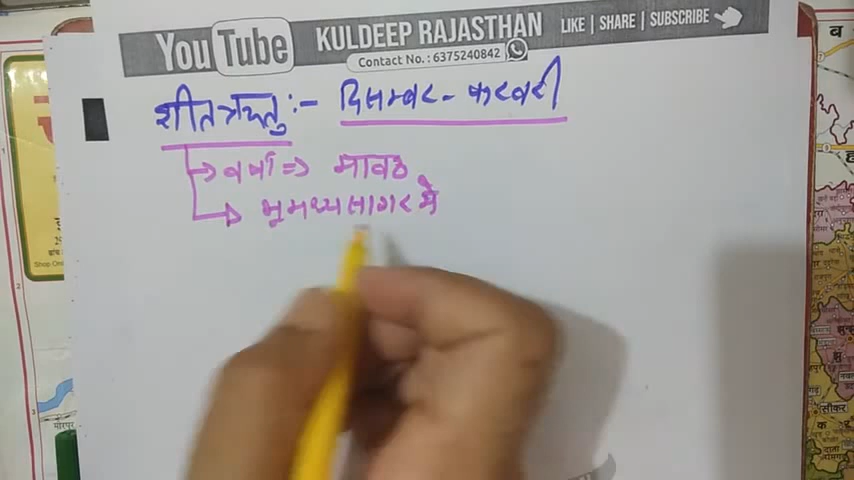 You Tube KULDEEP RAJASTHAN LIKE | SHARE | SUBSCRIBE
Contact No. : 6375240842
शीतऋतु :- दिसम्बर - फरवरी
→ वर्षा ⇒ मावठ
→ भूमध्यसागर से
ब
सीकर